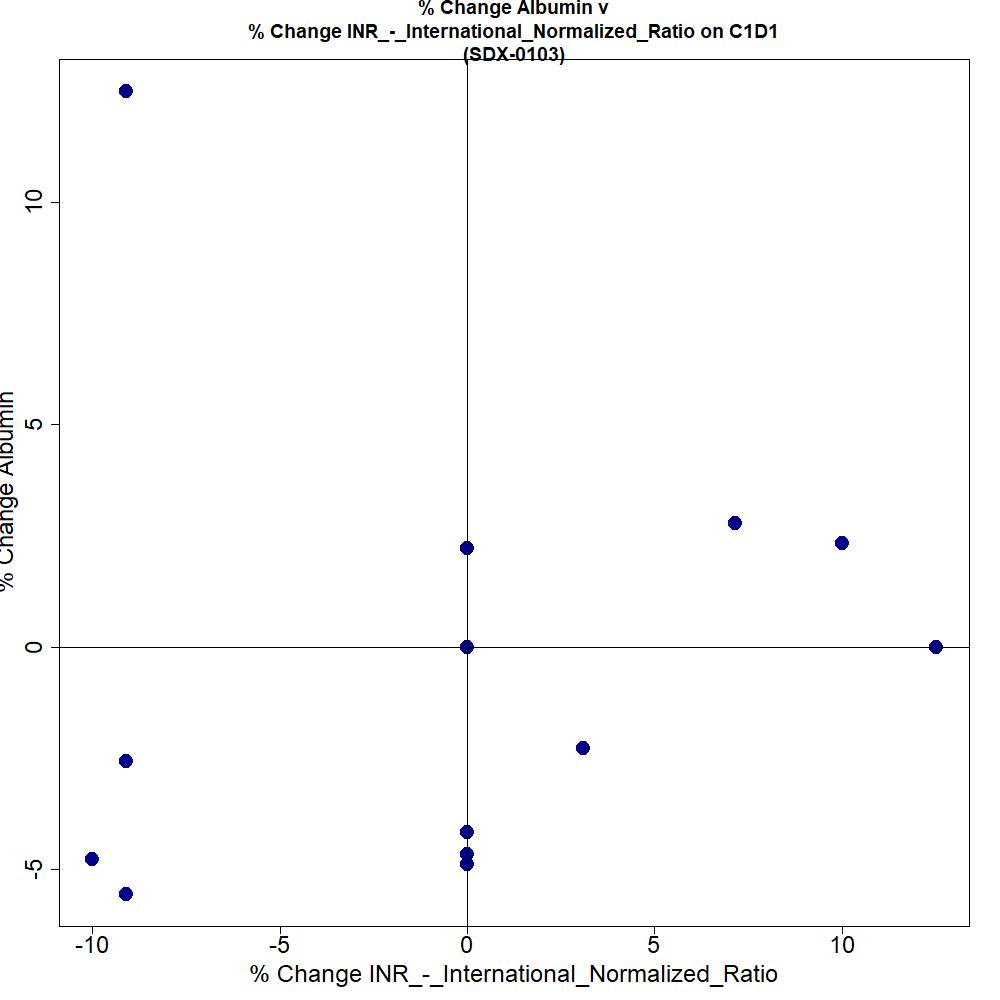 % Change Albumin v
% Change INR_-_International_Normalized_Ratio on C1D1
(SDX-0103)
10
5
0
-5
% Change Albumin
-10
-5
0
5
10
% Change INR_-_International_Normalized_Ratio